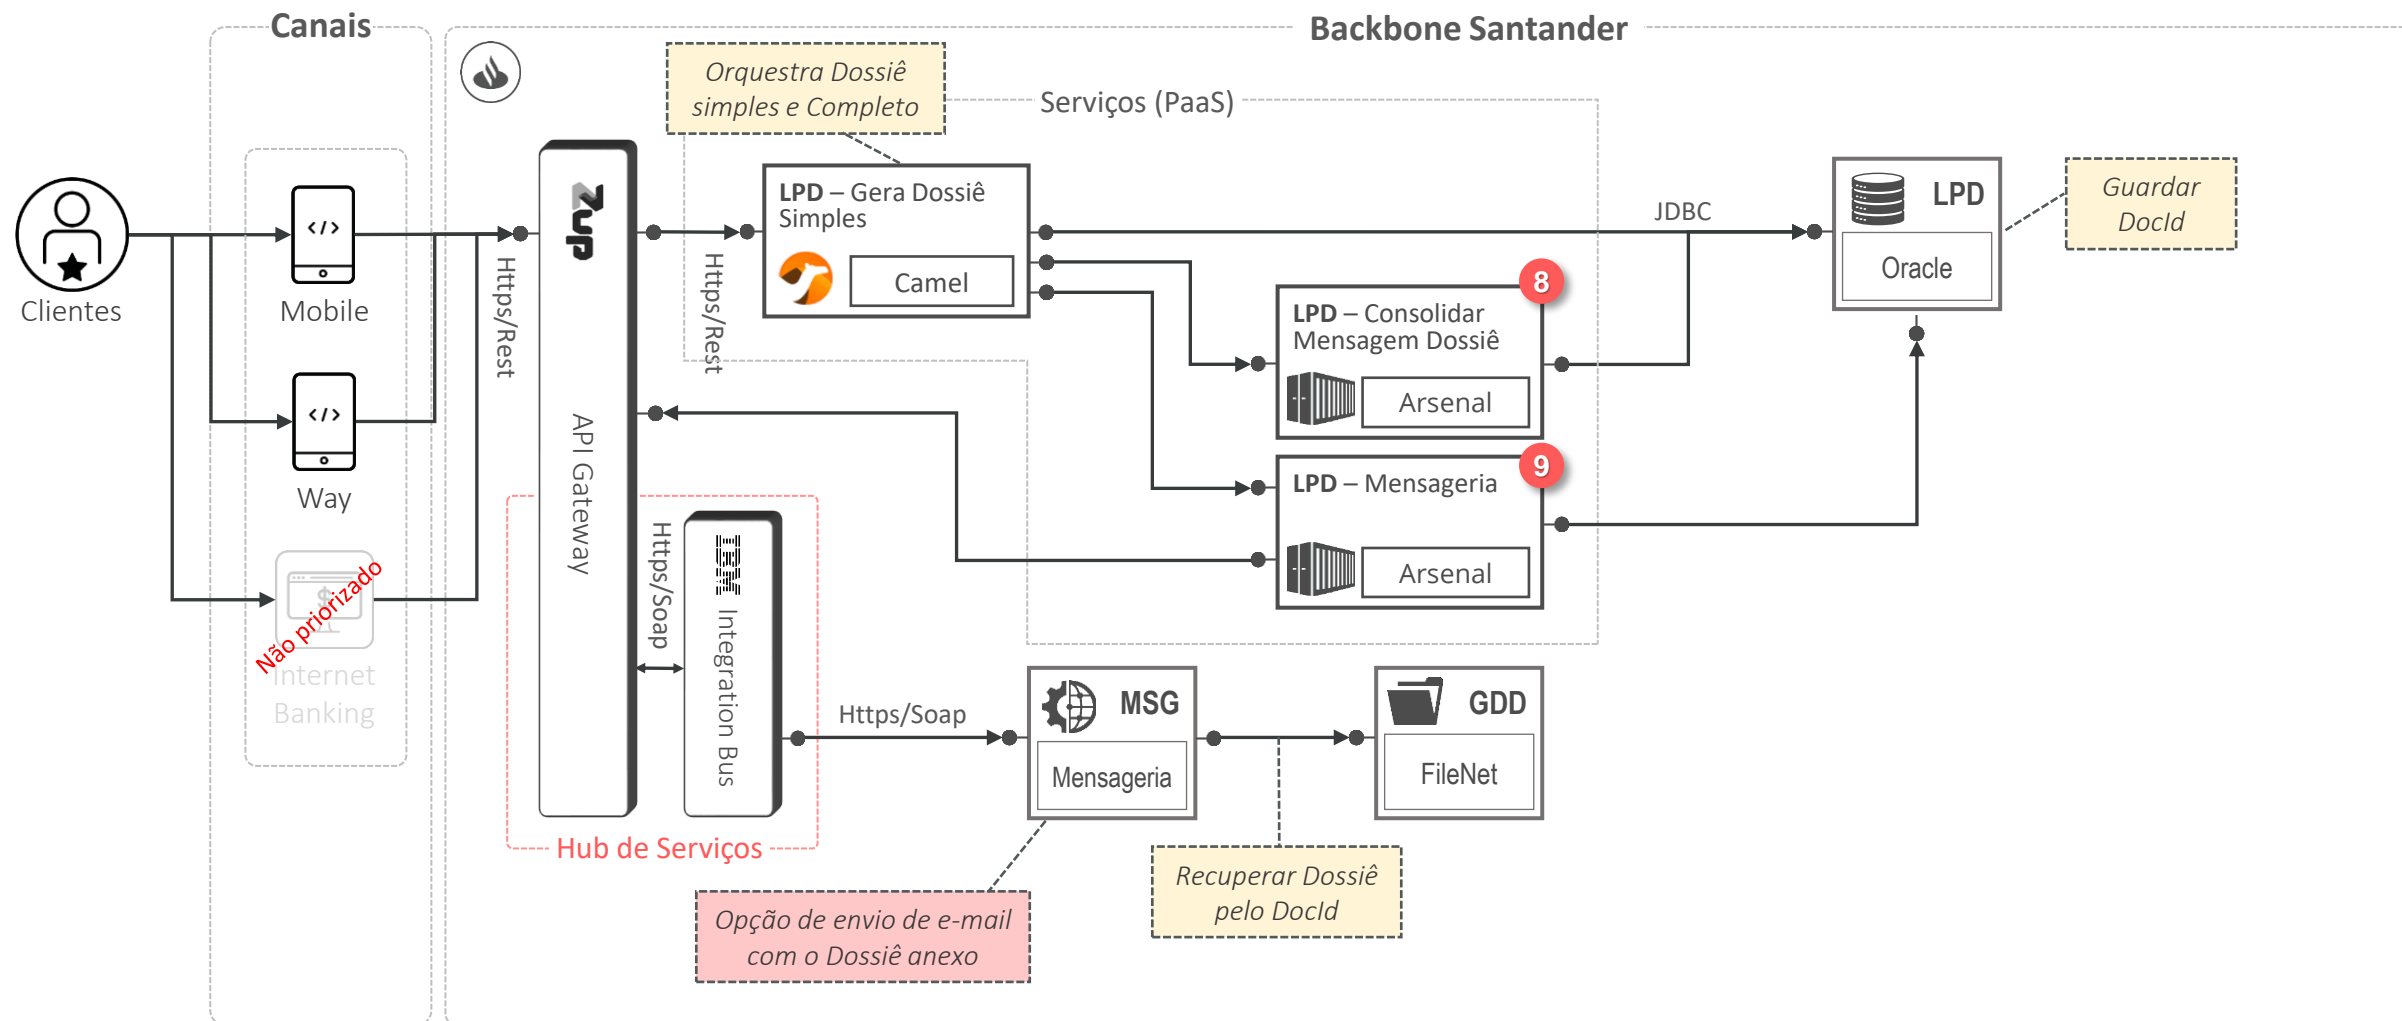 Canais
Backbone Santander
Orquestra Dossiê
simples e Completo
Serviços (PaaS)
Clientes
</>
Mobile
</>
Way
$
Não priorizado
Internet
Banking
Https/Rest
Zup
API Gateway
Https/Rest
LPD – Gera Dossiê
Simples
Camel
JDBC
LPD
Oracle
Guardar
DocId
8
LPD – Consolidar
Mensagem Dossiê
Arsenal
9
LPD – Mensageria
Arsenal
Https/Soap
IBM
Integration Bus
Hub de Serviços
Https/Soap
MSG
Mensageria
GDD
FileNet
Opção de envio de e-mail
com o Dossiê anexo
Recuperar Dossiê
pelo DocId